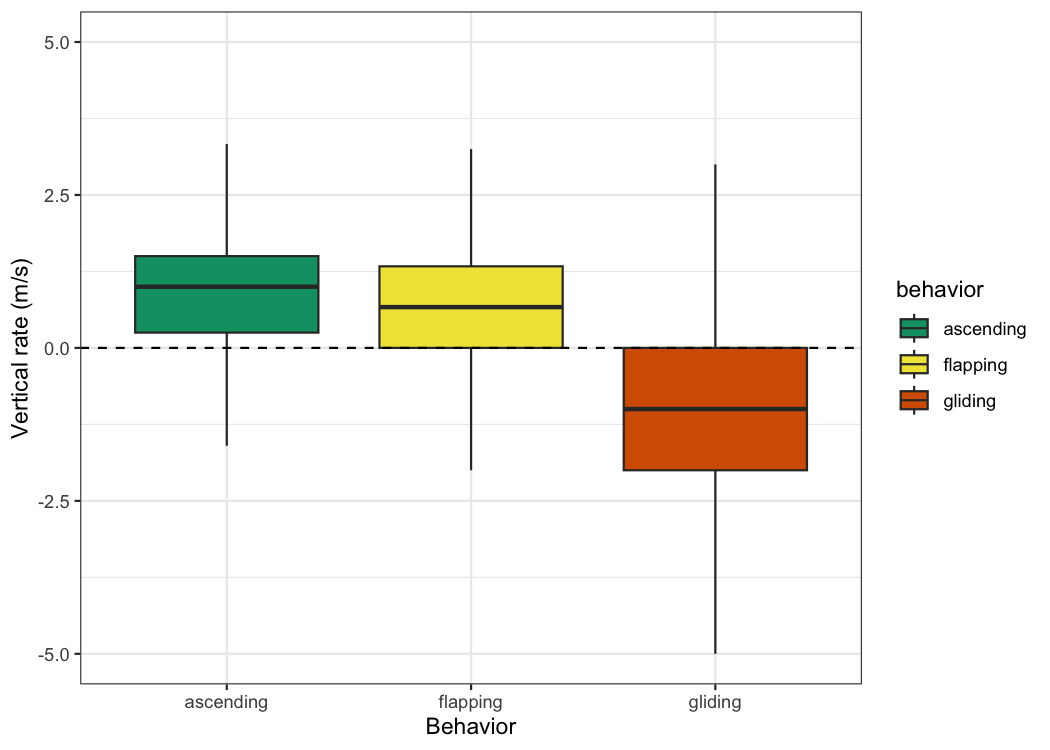 5.0
2.5
0.0
-2.5
-5.0
Vertical rate (m/s)
ascending
flapping
gliding
Behavior
behavior
ascending
flapping
gliding